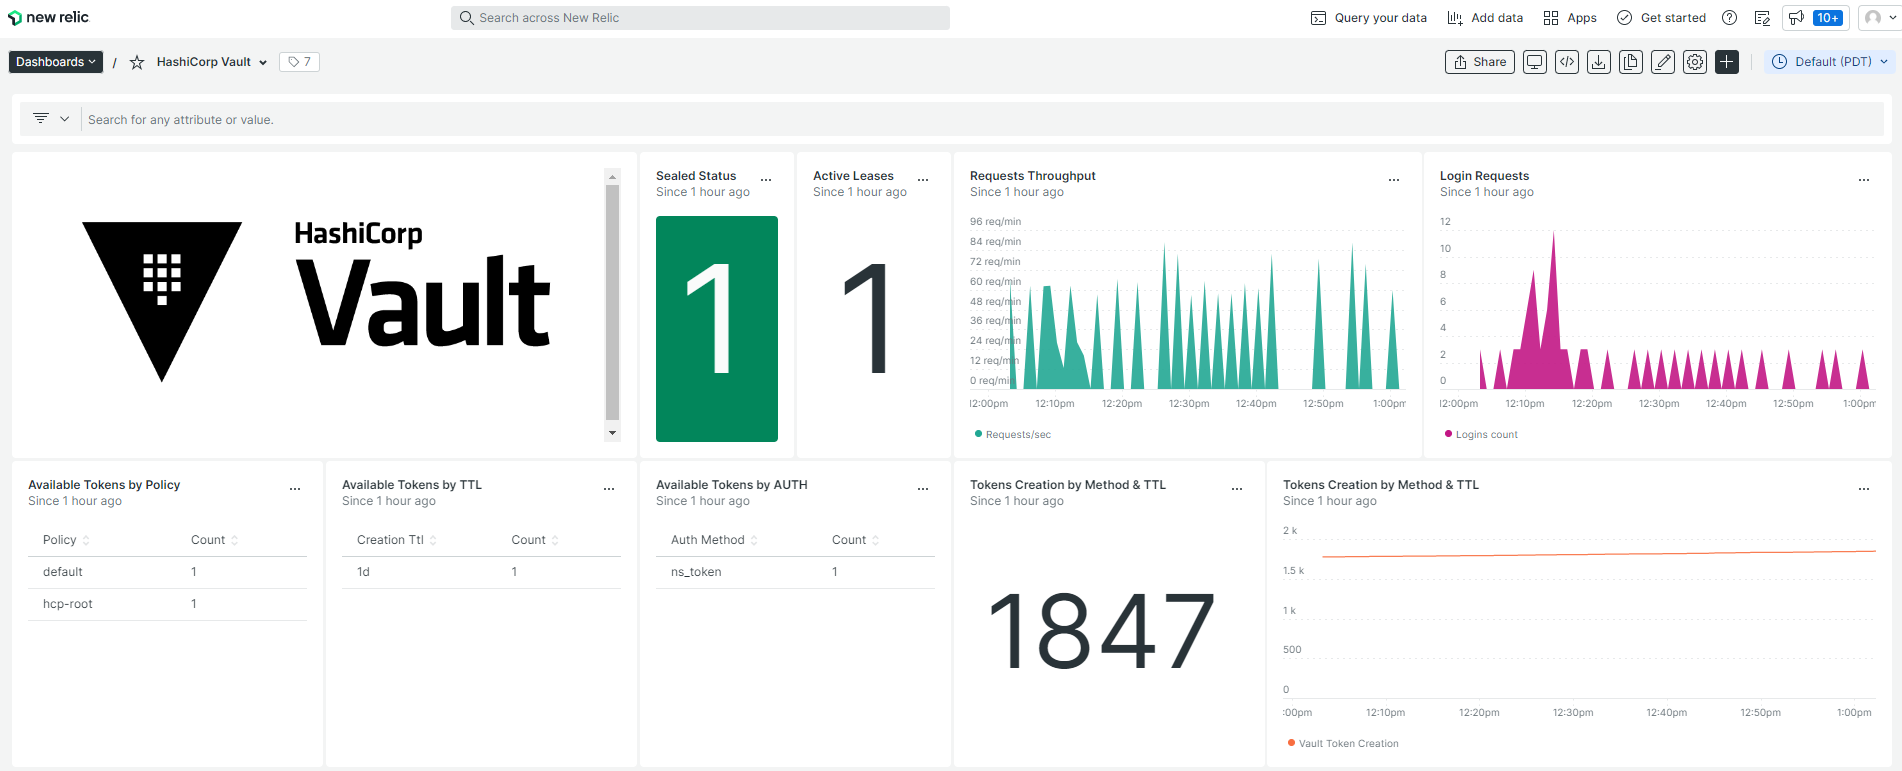 new relic
Search across New Relic
Query your data
Add data
Apps
Get started
10+
Dashboards
/
HashiCorp Vault
7
Share
Default (PDT)
Search for any attribute or value.
HashiCorp
Vault
Sealed Status
Since 1 hour ago
1
Active Leases
Since 1 hour ago
1
Requests Throughput
Since 1 hour ago
96 req/min
84 req/min
72 req/min
60 req/min
48 req/min
36 req/min
24 req/min
12 req/min
0 req/min
12:00pm 12:10pm 12:20pm 12:30pm 12:40pm 12:50pm 1:00pm
Requests/sec
Login Requests
Since 1 hour ago
12
10
8
6
4
2
0
12:00pm 12:10pm 12:20pm 12:30pm 12:40pm 12:50pm 1:00pm
Logins count
Available Tokens by Policy
Since 1 hour ago
Policy Count
default 1
hcp-root 1
Available Tokens by TTL
Since 1 hour ago
Creation Ttl Count
1d 1
Available Tokens by AUTH
Since 1 hour ago
Auth Method Count
ns_token 1
Tokens Creation by Method & TTL
Since 1 hour ago
1847
Tokens Creation by Method & TTL
Since 1 hour ago
2 k
1.5 k
1 k
500
0
:00pm 12:10pm 12:20pm 12:30pm 12:40pm 12:50pm 1:00pm
Vault Token Creation